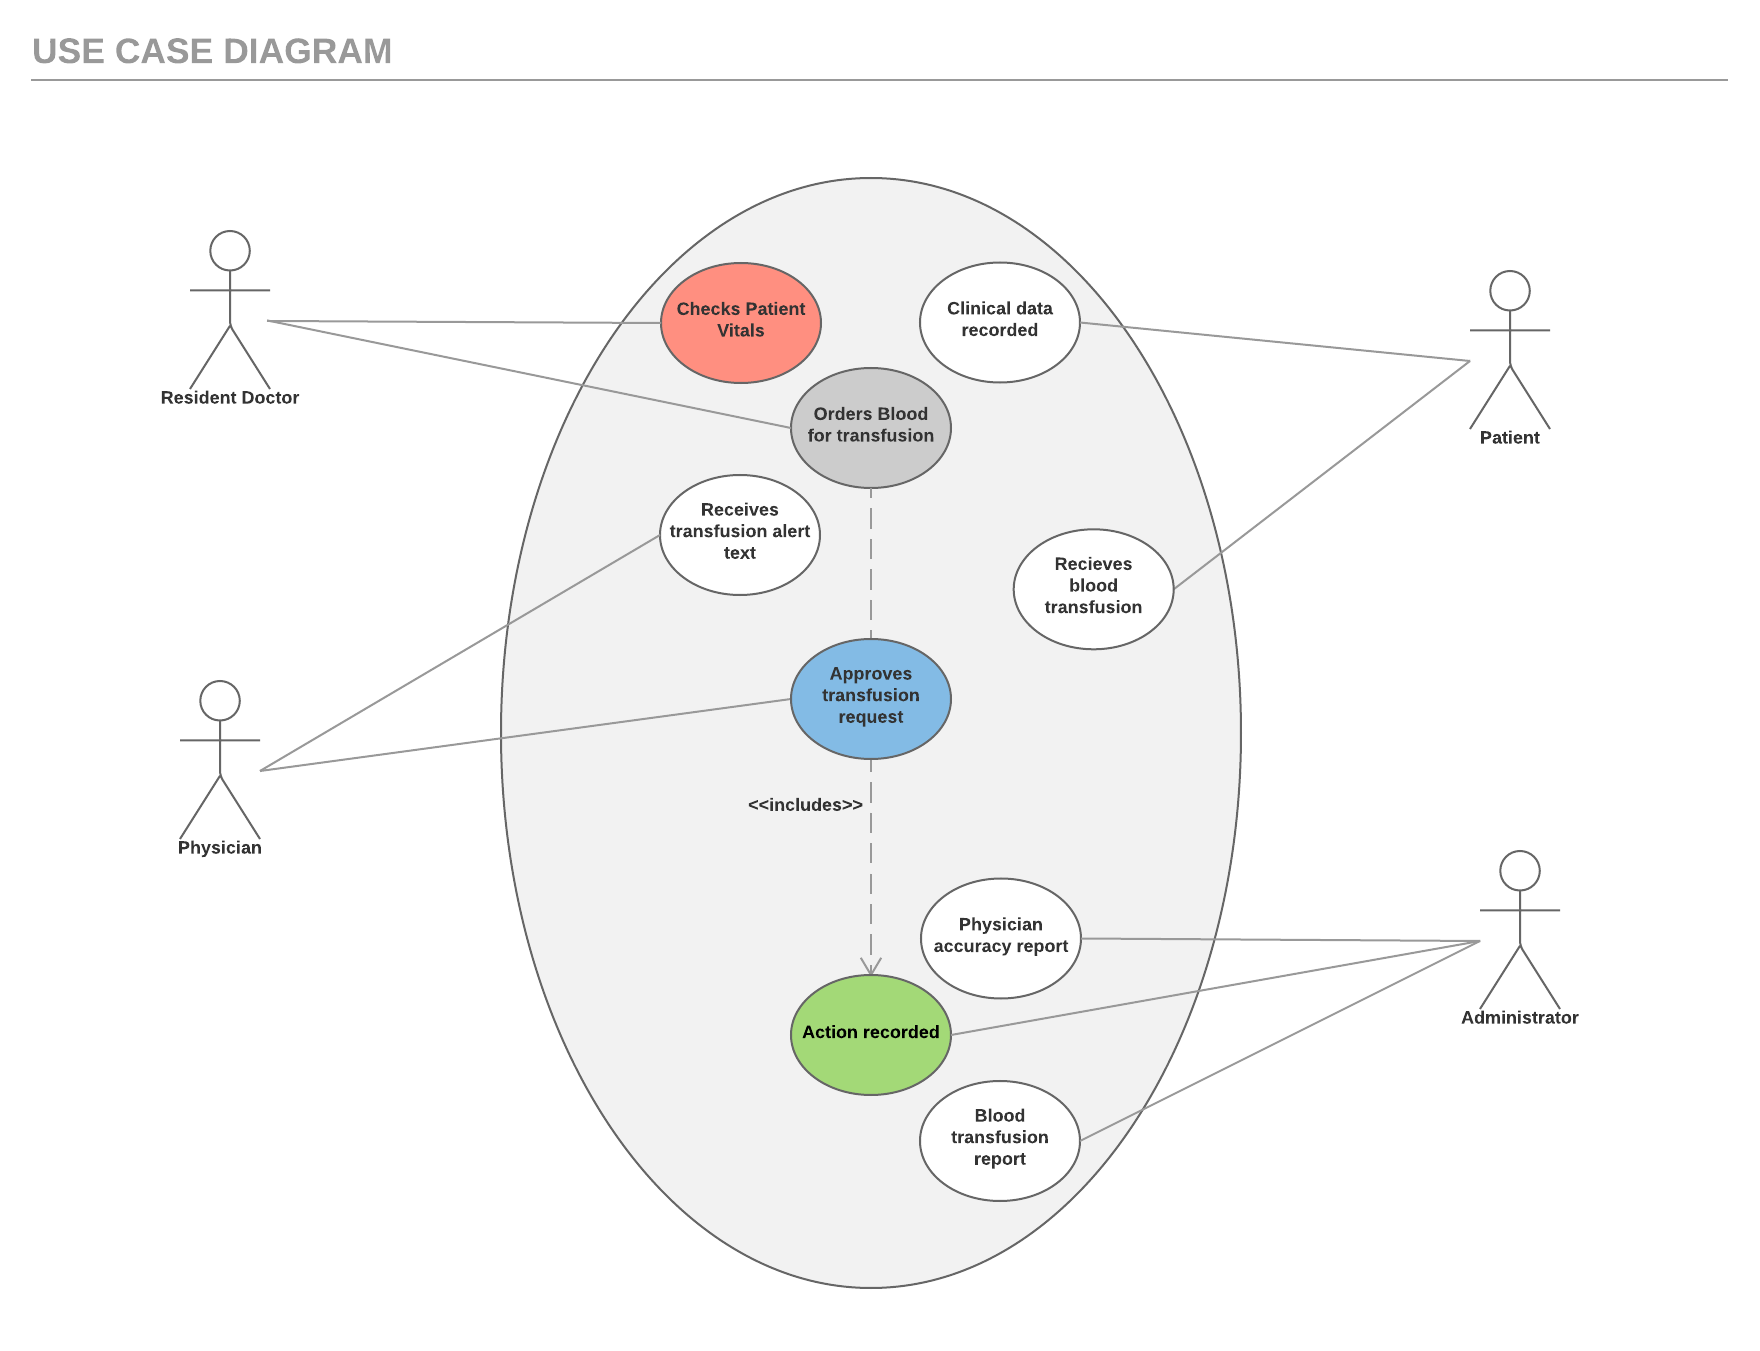 USE CASE DIAGRAM
Checks Patient
Vitals
Clinical data
recorded
Resident Doctor
Orders Blood
for transfusion
Patient
Receives
transfusion alert
text
Recieves
blood
transfusion
Approves
transfusion
request
<<includes>>
Physician
Physician
accuracy report
Administrator
Action recorded
Blood
transfusion
report